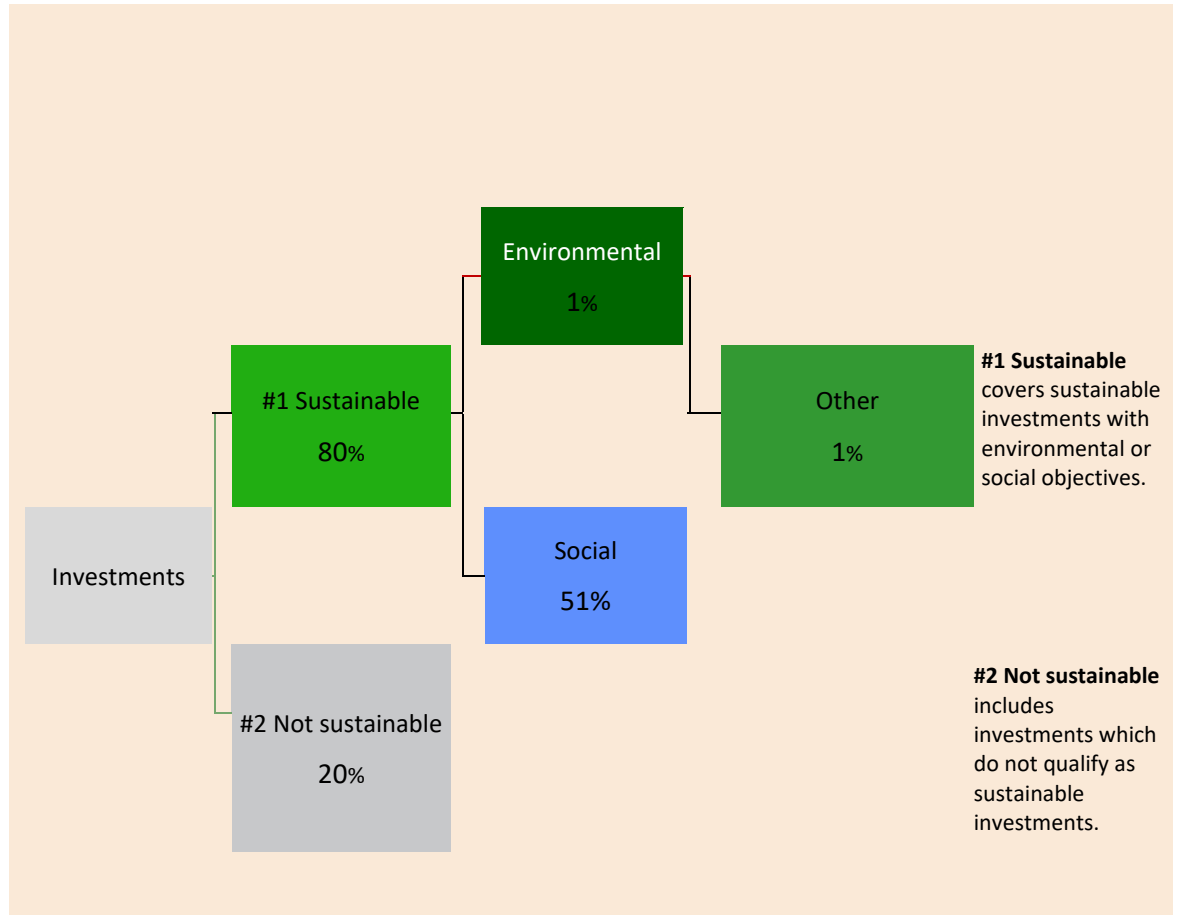 Environmental
1%
#1 Sustainable
80%
Other
1%
#1 Sustainable
covers sustainable
investments with
environmental or
social objectives.
Investments
Social
51%
#2 Not sustainable
20%
#2 Not sustainable
includes
investments which
do not qualify as
sustainable
investments.